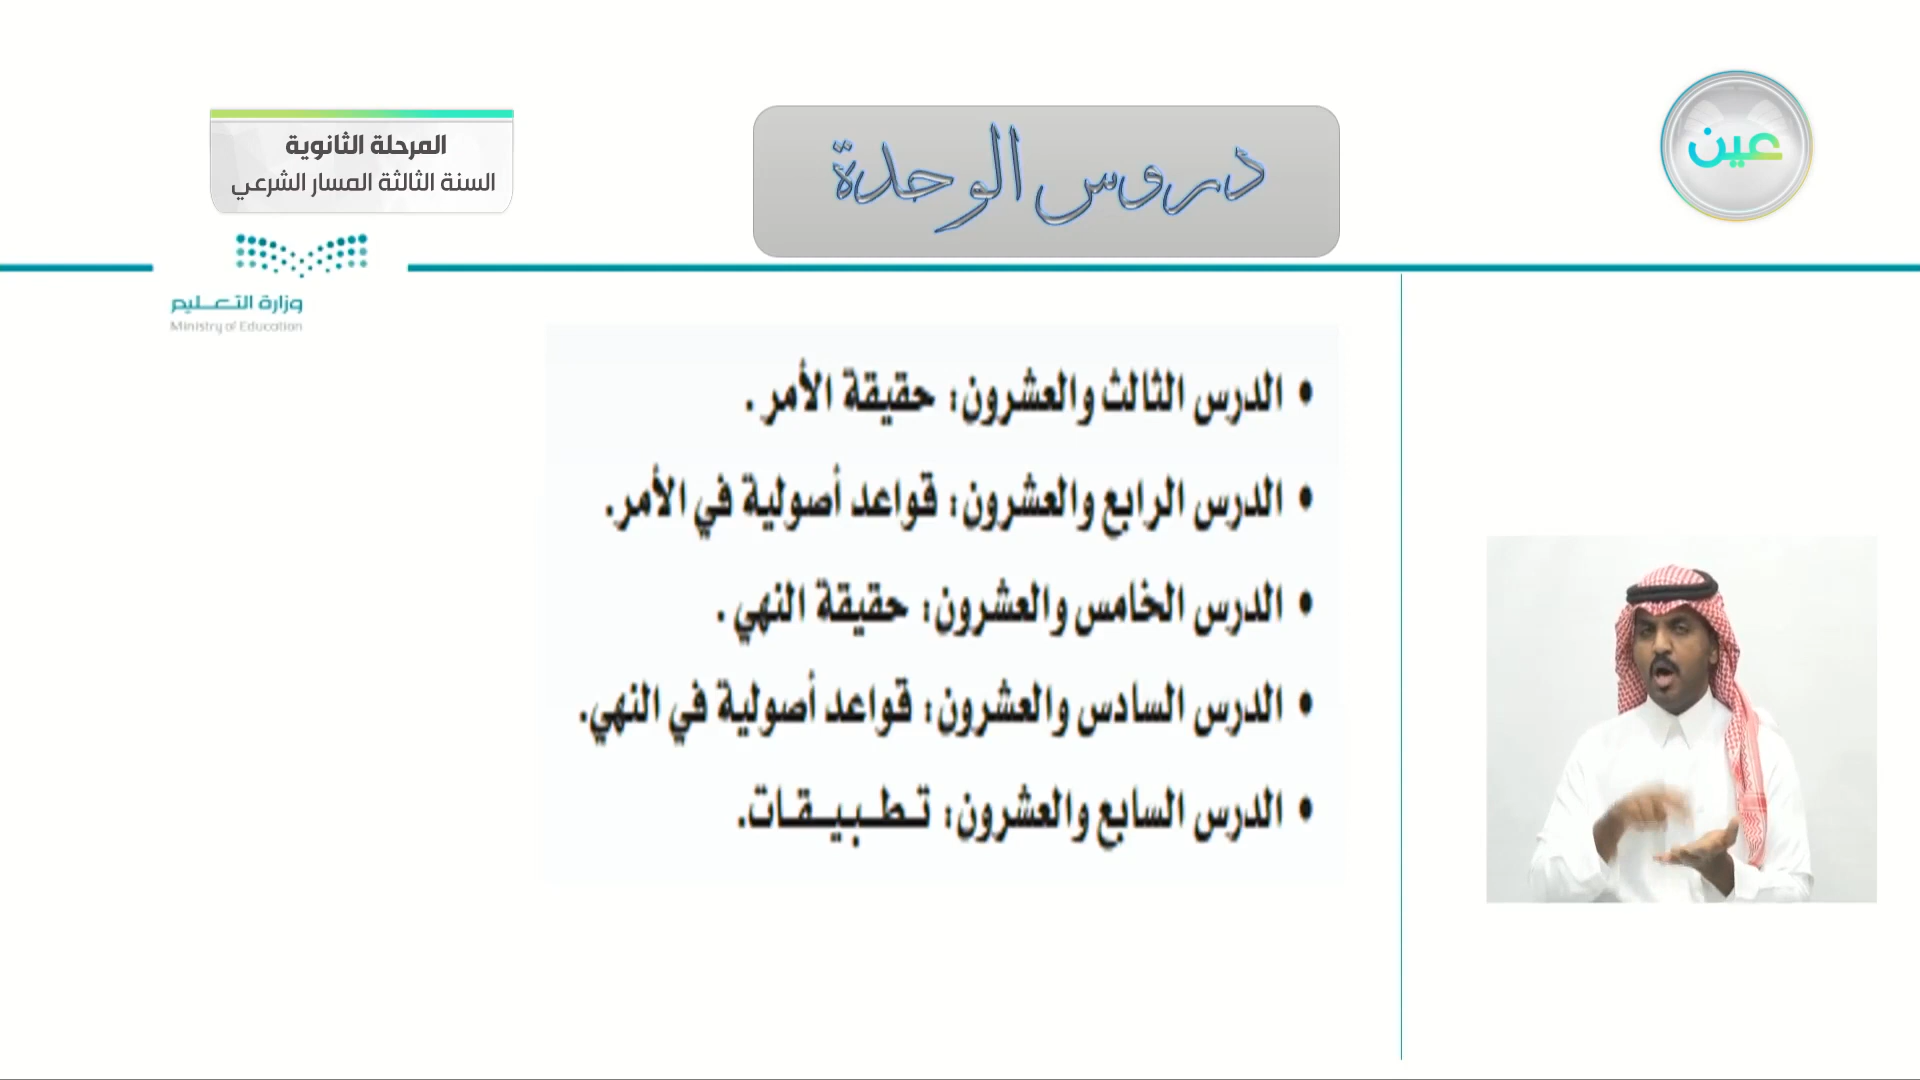 المرحلة الثانوية
السنة الثالثة المسار الشرعي
دروس الوحدة
عين
وزارة التعليم
Ministry of Education
• الدرس الثالث والعشرون: حقيقة الأمر .
• الدرس الرابع والعشرون: قواعد أصولية في الأمر.
• الدرس الخامس والعشرون: حقيقة النهي .
• الدرس السادس والعشرون: قواعد أصولية في النهي.
• الدرس السابع والعشرون: تـطـبـيـقـات.